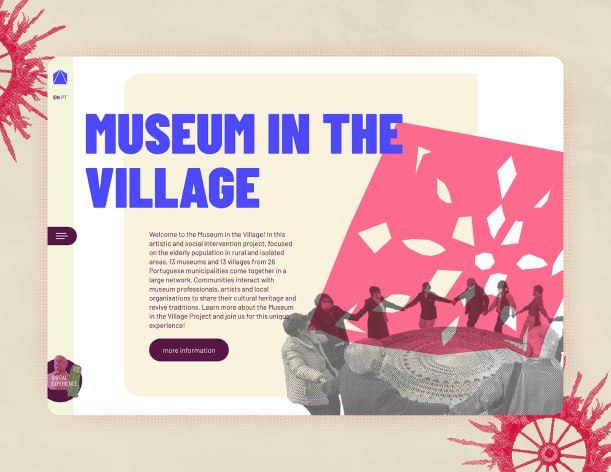 EN PT
MUSEUM IN THE
VILLAGE
Welcome to the Museum in the Village! In this
artistic and social intervention project, focused
on the elderly population in rural and isolated
areas, 13 museums and 13 villages from 26
Portuguese municipalities come together in a
large network. Communities interact with
museum professionals, artists and local
organisations to share their cultural heritage and
revive traditions. Learn more about the Museum
in the Village Project and join us for this unique
experience!
more information
DIGITAL
EXPERIENCE